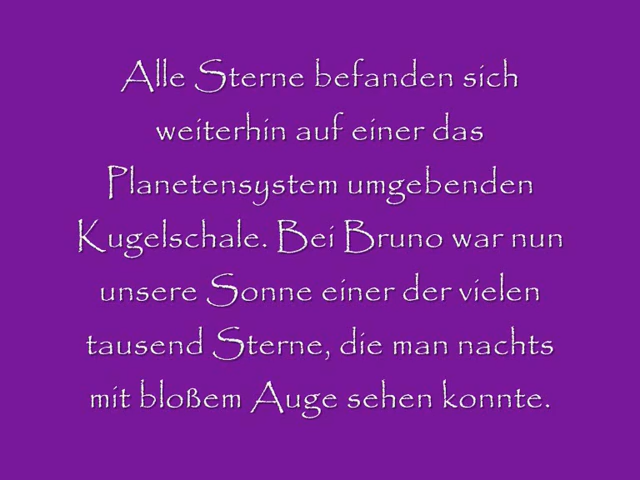 Alle Sterne befanden sich
weiterhin auf einer das
Planetensystem umgebenden
Kugelschale. Bei Bruno war nun
unsere Sonne einer der vielen
tausend Sterne, die man nachts
mit bloßem Auge sehen konnte.